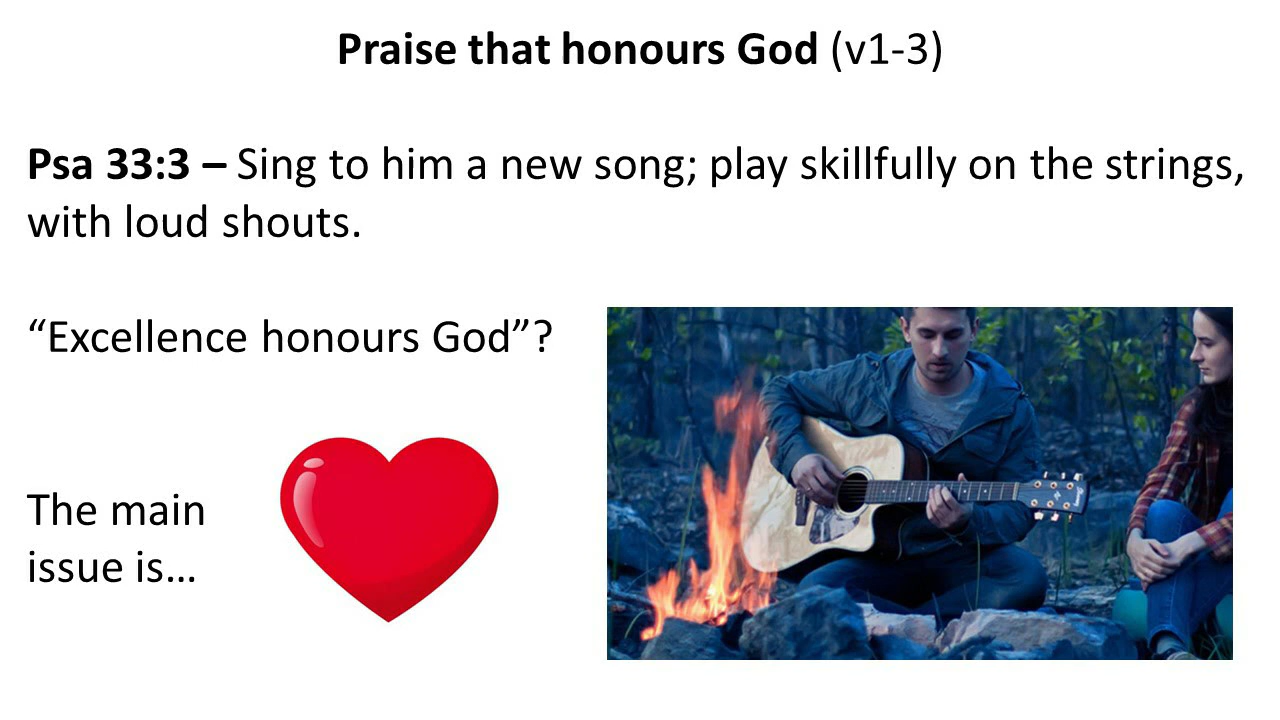 Praise that honours God (v1-3)
Psa 33:3 – Sing to him a new song; play skillfully on the strings,
with loud shouts.
“Excellence honours God”?
The main
issue is…